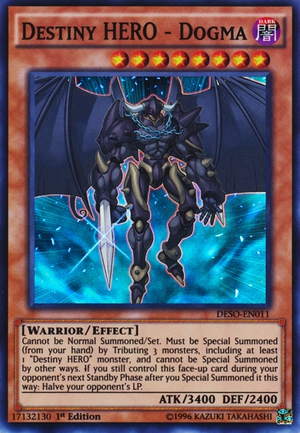 DESTINY HERO - DOGMA
DARK
闇
DESO-EN011
[WARRIOR/EFFECT]
Cannot be Normal Summoned/Set. Must be Special Summoned
(from your hand) by Tributing 3 monsters, including at least
1 "Destiny HERO" monster, and cannot be Special Summoned
by other ways. If you still control this face-up card during your
opponent's next Standby Phase after you Special Summoned it this
way: Halve your opponent's LP.
ATK/3400 DEF/2400
17132130 1st Edition ©1996 KAZUKI TAKAHASHI